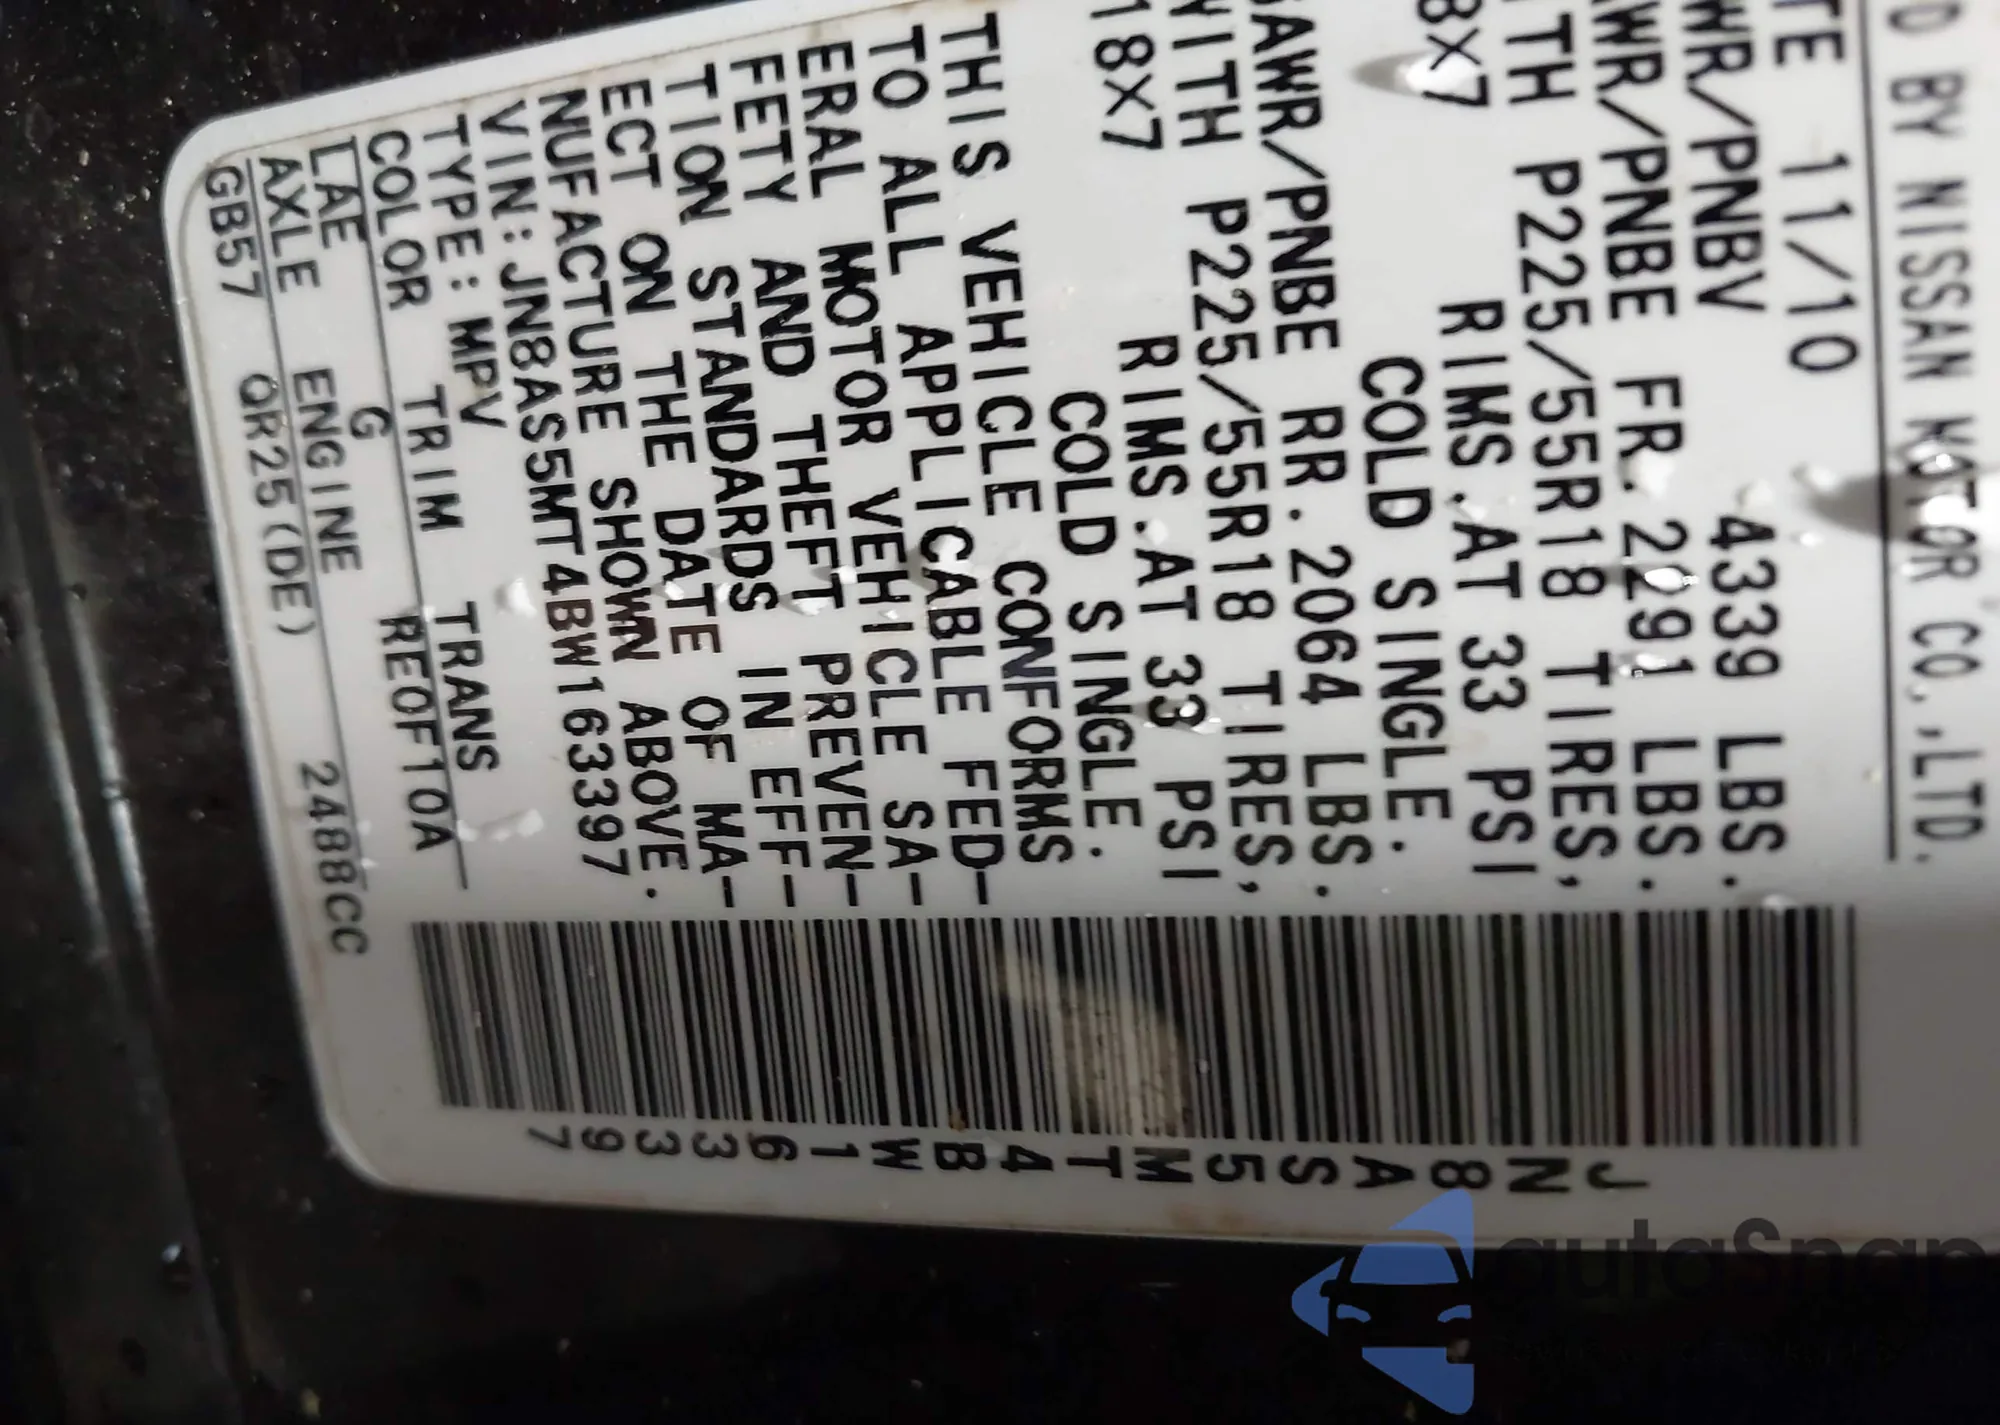 D BY NISSAN MOTOR CO.,LTD.
TE 11/10
WR/PNBV 4339 LBS.
AWR/PNBE FR. 2291 LBS.
ITH P225/55R18 TIRES,
8X7 RIMS.AT 33 PSI
COLD SINGLE.
GAWR/PNBE RR. 2064 LBS.
WITH P225/55R18 TIRES,
18X7 RIMS.AT 33 PSI
COLD SINGLE.
THIS VEHICLE CONFORMS
TO ALL APPLICABLE FED-
ERAL MOTOR VEHICLE SA-
FETY AND THEFT PREVEN-
TION STANDARDS IN EFF-
ECT ON THE DATE OF MA-
NUFACTURE SHOWN ABOVE.
VIN:JN8AS5MT4BW163397
TYPE:MPV
COLOR TRIM TRANS
LAE G G RE0F10A
AXLE ENGINE
GB57 QR25(DE) 2488CC
JN8AS5MT4BW163397
autoSnap